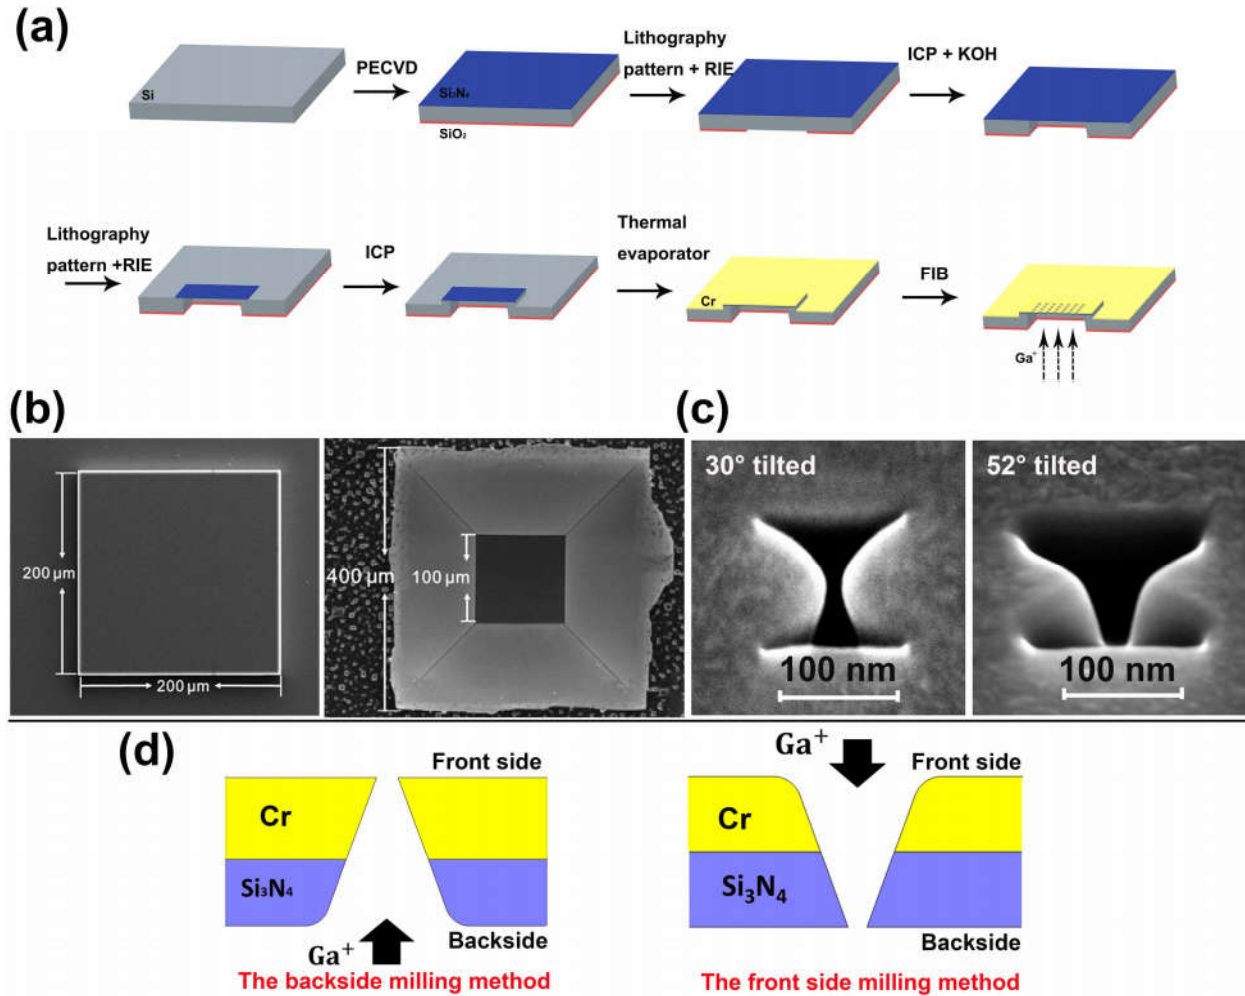 (a)
Si
PECVD
Si₃N₄
SiO₂
Lithography
pattern + RIE
ICP + KOH
Lithography
pattern +RIE
ICP
Thermal
evaporator
Cr
FIB
Ga⁺
(b)
200 μm
200 μm
400 μm
100 μm
(c)
30° tilted
100 nm
52° tilted
100 nm
(d)
Front side
Cr
Si₃N₄
Ga⁺
Backside
The backside milling method
Ga⁺
Front side
Cr
Si₃N₄
Backside
The front side milling method